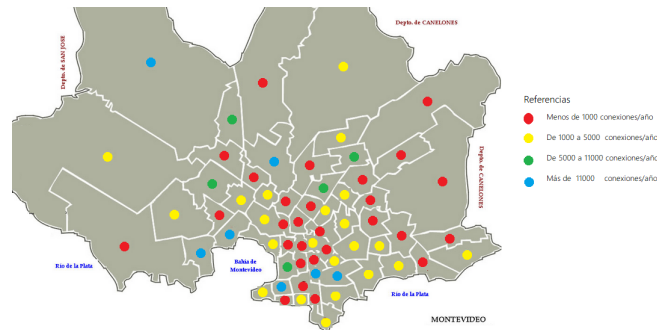 Depto. de CANELONES
Depto. de SAN JOSE
Referencias
Menos de 1000 conexiones/año
De 1000 a 5000 conexiones/año
De 5000 a 11000 conexiones/año
Más de 11000 conexiones/año
Depto. de CANELONES
Río de la Plata
Bahía de
Montevideo
Río de la Plata
MONTEVIDEO